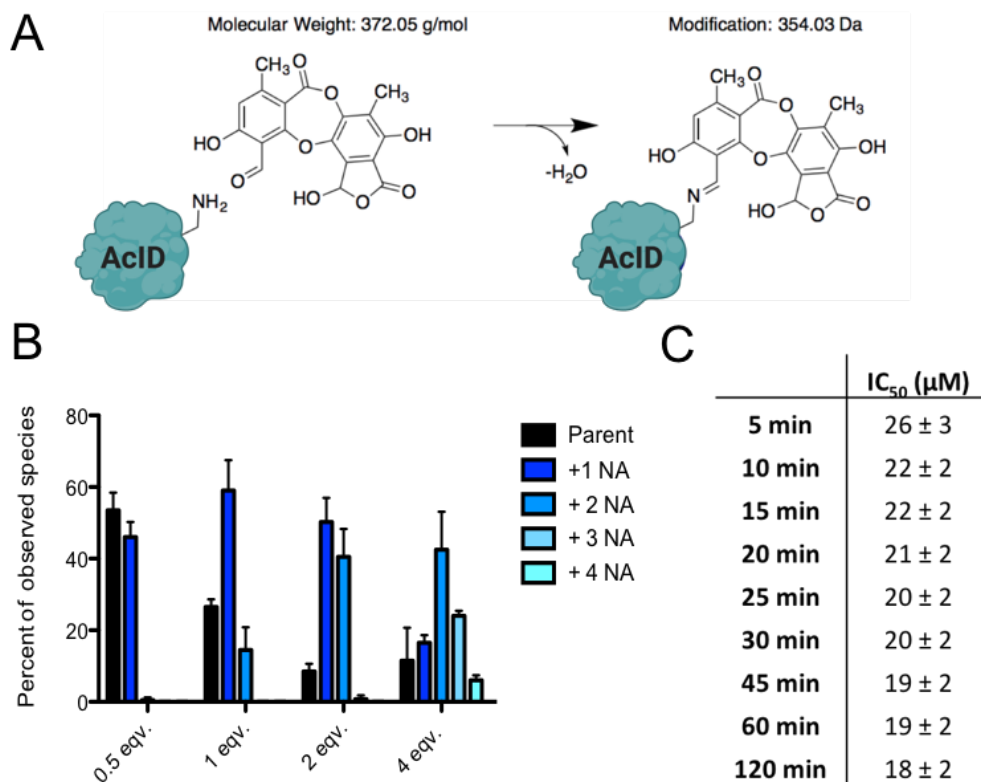 A
Molecular Weight: 372.05 g/mol
Modification: 354.03 Da
CH3
O
O
CH3
HO
O
OH
O
HO
O
O
NH2
AcID
-H2O
CH3
O
O
CH3
HO
O
OH
N
HO
O
O
AcID
B
Percent of observed species
80
60
40
20
0
0.5 eqv.
1 eqv.
2 eqv.
4 eqv.
Parent
+1 NA
+ 2 NA
+ 3 NA
+ 4 NA
C
IC50 (µM)
5 min 26 ± 3
10 min 22 ± 2
15 min 22 ± 2
20 min 21 ± 2
25 min 20 ± 2
30 min 20 ± 2
45 min 19 ± 2
60 min 19 ± 2
120 min 18 ± 2